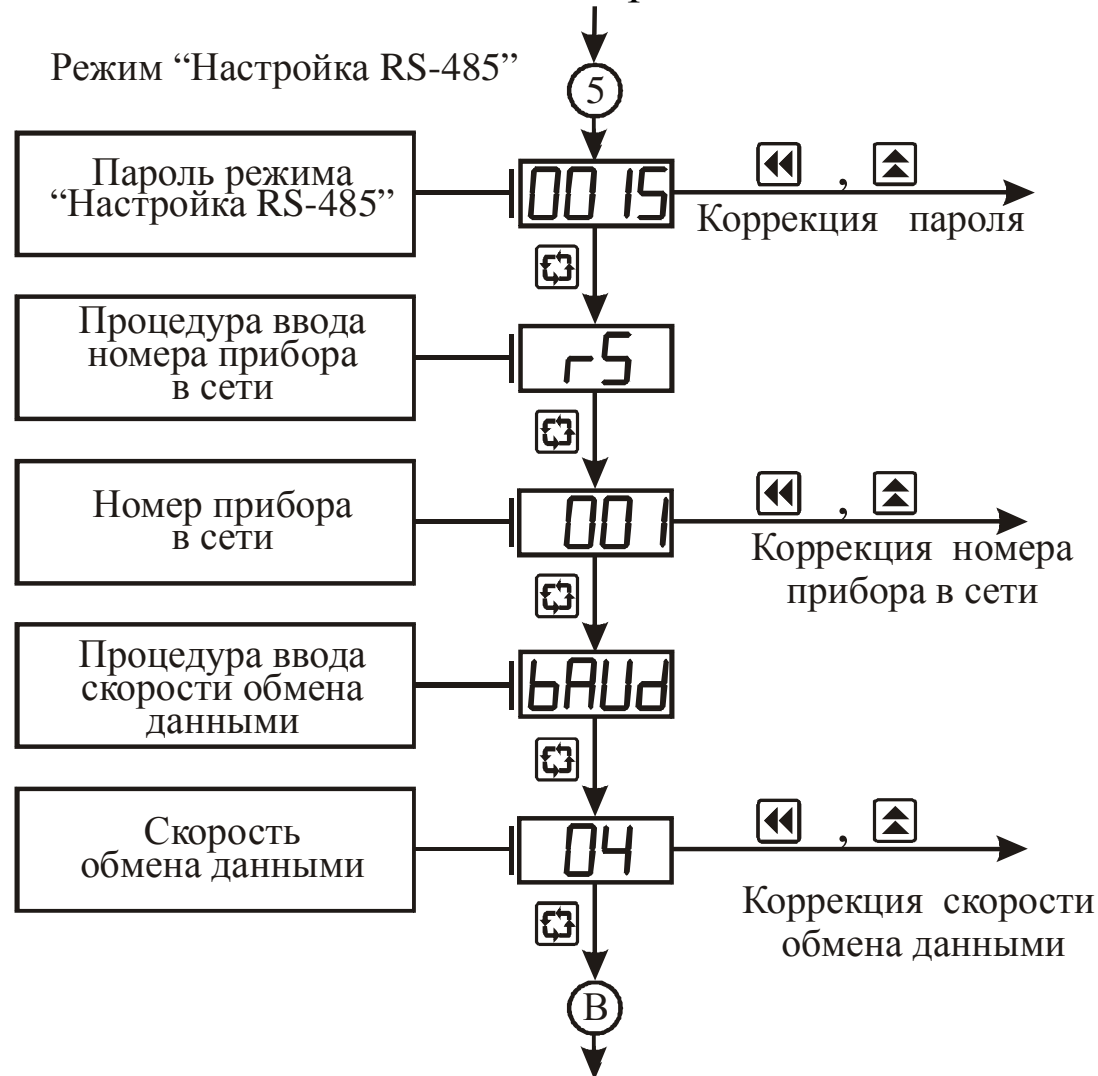 Режим “Настройка RS-485”
5
Пароль режима
“Настройка RS-485”
0015
,
Коррекция пароля
Процедура ввода
номера прибора
в сети
rS
Номер прибора
в сети
001
,
Коррекция номера
прибора в сети
Процедура ввода
скорости обмена
данными
bAUd
Скорость
обмена данными
04
,
Коррекция скорости
обмена данными
В